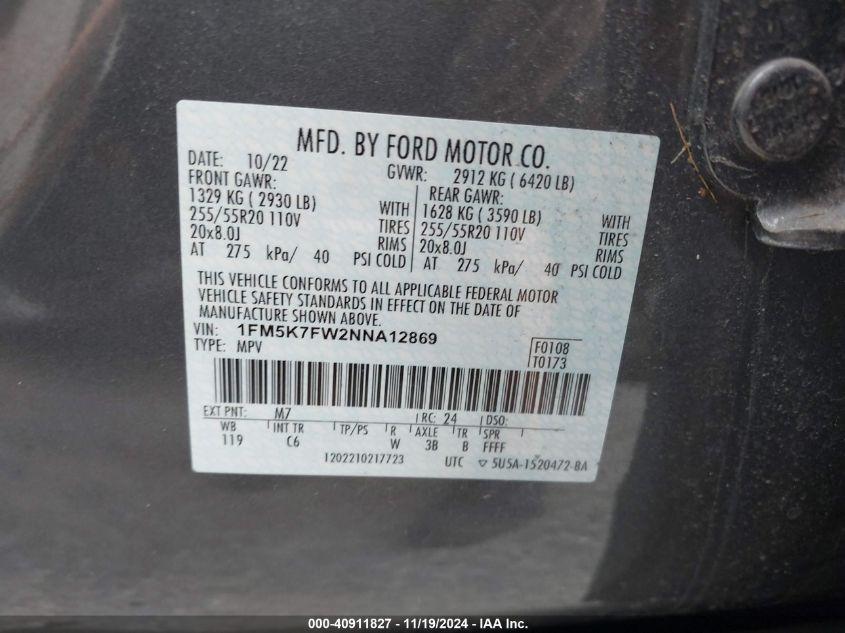 MFD. BY FORD MOTOR CO.
DATE: 10/22 GVWR: 2912 KG ( 6420 LB)
FRONT GAWR: REAR GAWR:
1329 KG ( 2930 LB) WITH 1628 KG ( 3590 LB) WITH
255/55R20 110V TIRES 255/55R20 110V TIRES
20x8.0J RIMS 20x8.0J RIMS
AT 275 kPa/ 40 PSI COLD AT 275 kPa/ 40 PSI COLD
THIS VEHICLE CONFORMS TO ALL APPLICABLE FEDERAL MOTOR
VEHICLE SAFETY STANDARDS IN EFFECT ON THE DATE OF
MANUFACTURE SHOWN ABOVE.
VIN: 1FM5K7FW2NNA12869 F0108
TYPE: MPV T0173
EXT PNT: M7 RC: 24 DSO:
WB INT TR TP/PS R AXLE TR SPR
119 C6 W 3B B FFFF
1202210217723 UTC ▽ 5U5A-1520472-BA
000-40911827 - 11/19/2024 - IAA Inc.